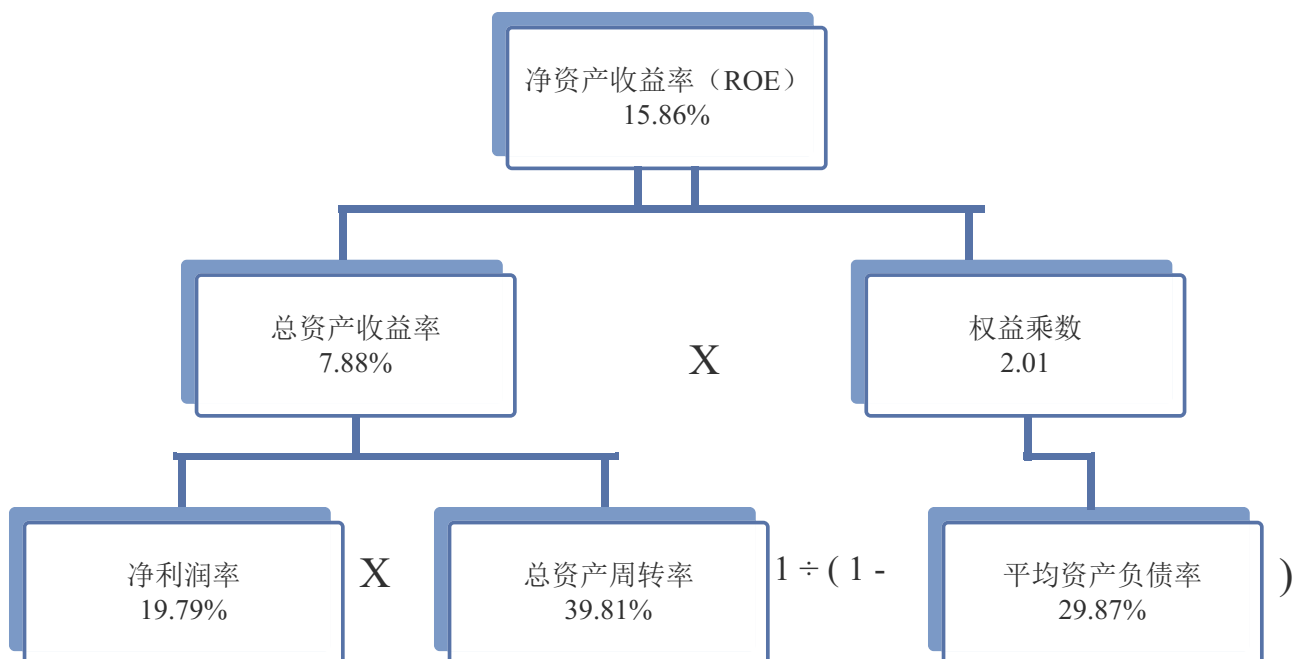 净资产收益率（ROE）
15.86%
总资产收益率
7.88%
X
权益乘数
2.01
净利润率
19.79%
X
总资产周转率
39.81%
1 ÷ ( 1 -
平均资产负债率
29.87%
)